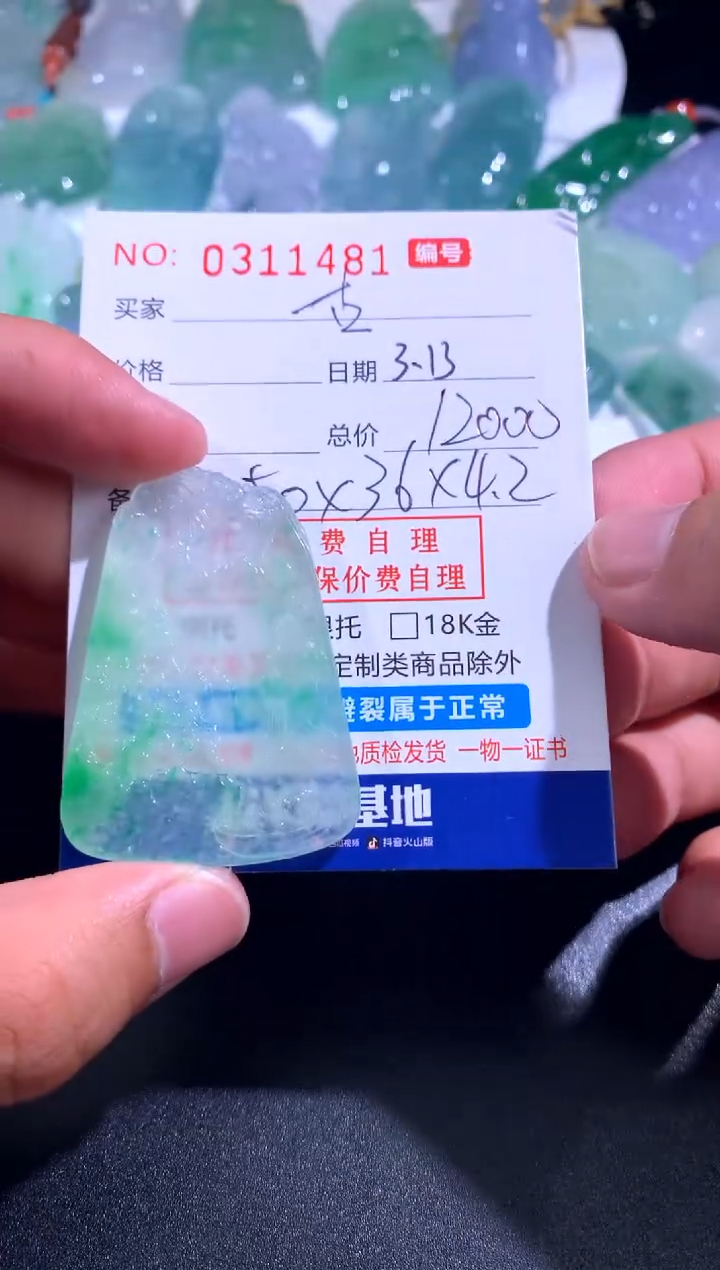 NO: 0311481 编号
买家 古
价格 日期 3.13
总价 12000
50x36x4.2
费自理
保价费自理
托 □18K金
定制类商品除外
避裂属于正常
质检发货 一物一证书
基地
抖音火山版